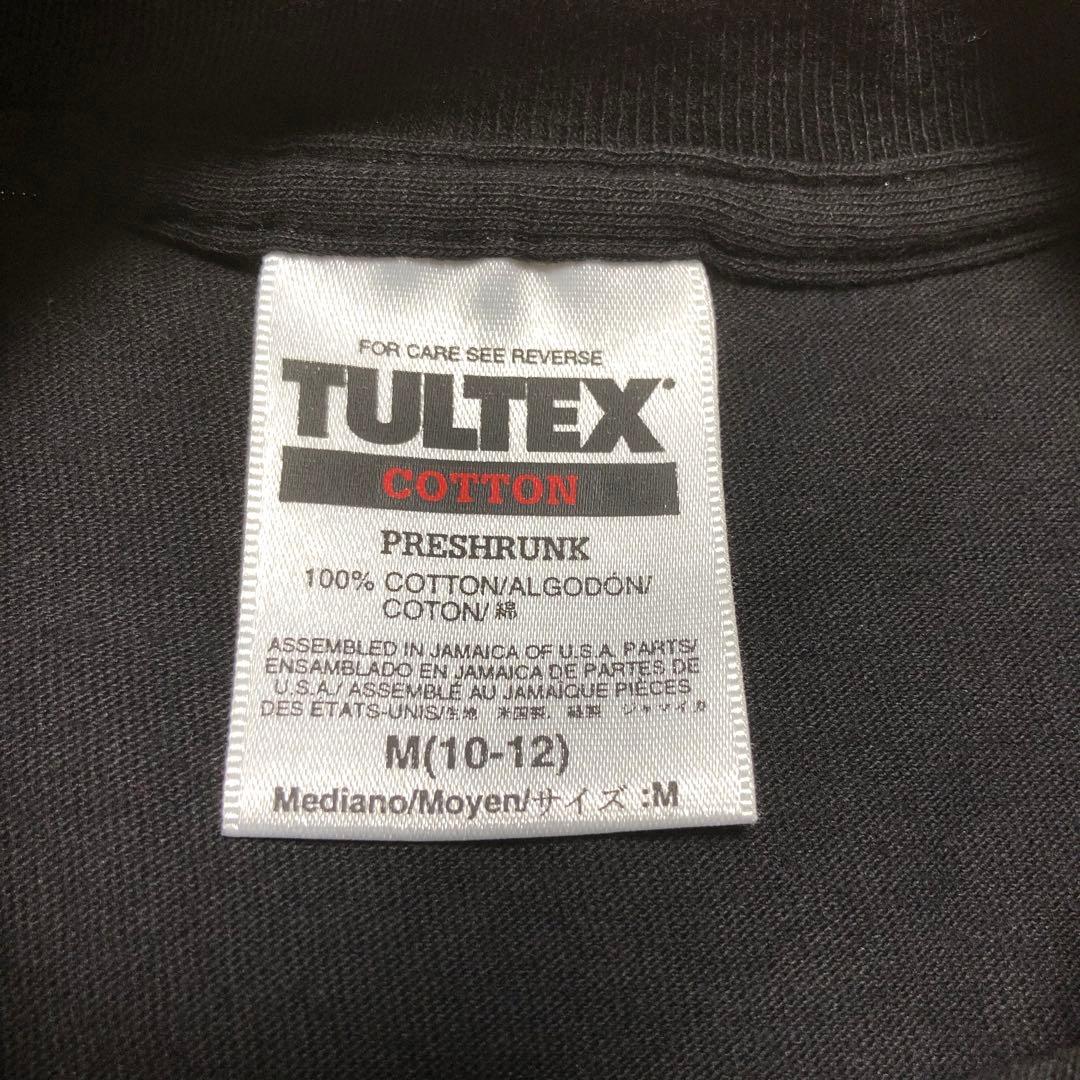 FOR CARE SEE REVERSE
TULTEX®
COTTON
PRESHRUNK
100% COTTON/ALGODÓN/
COTON/綿
ASSEMBLED IN JAMAICA OF U.S.A. PARTS/
ENSAMBLADO EN JAMAICA DE PARTES DE
U.S.A./ ASSEMBLÉ AU JAMAÏQUE PIÈCES
DES ETATS-UNIS/生地 米国製, 縫製 ジャマイカ
M(10-12)
Mediano/Moyen/サイズ :M